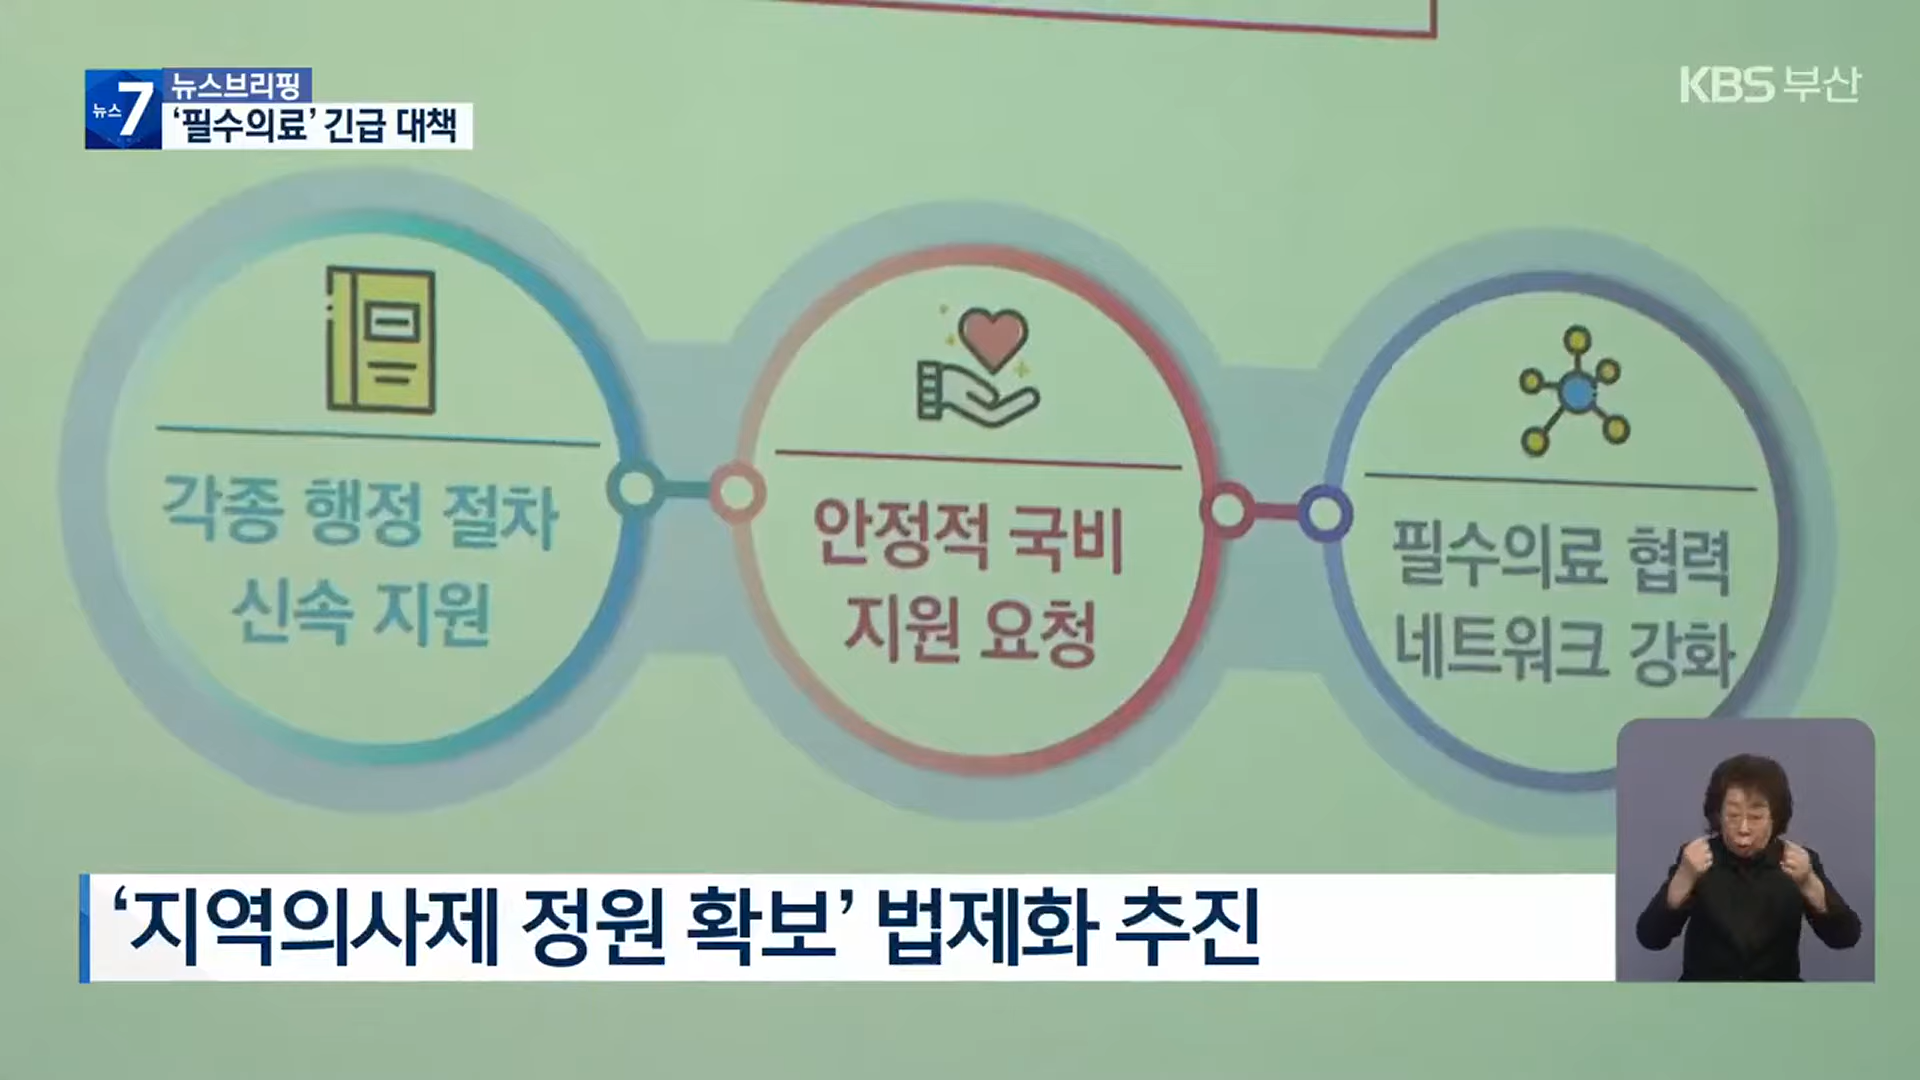 뉴스7
뉴스브리핑
‘필수의료’ 긴급 대책
KBS 부산
각종 행정 절차
신속 지원
안정적 국비
지원 요청
필수의료 협력
네트워크 강화
‘지역의사제 정원 확보’ 법제화 추진